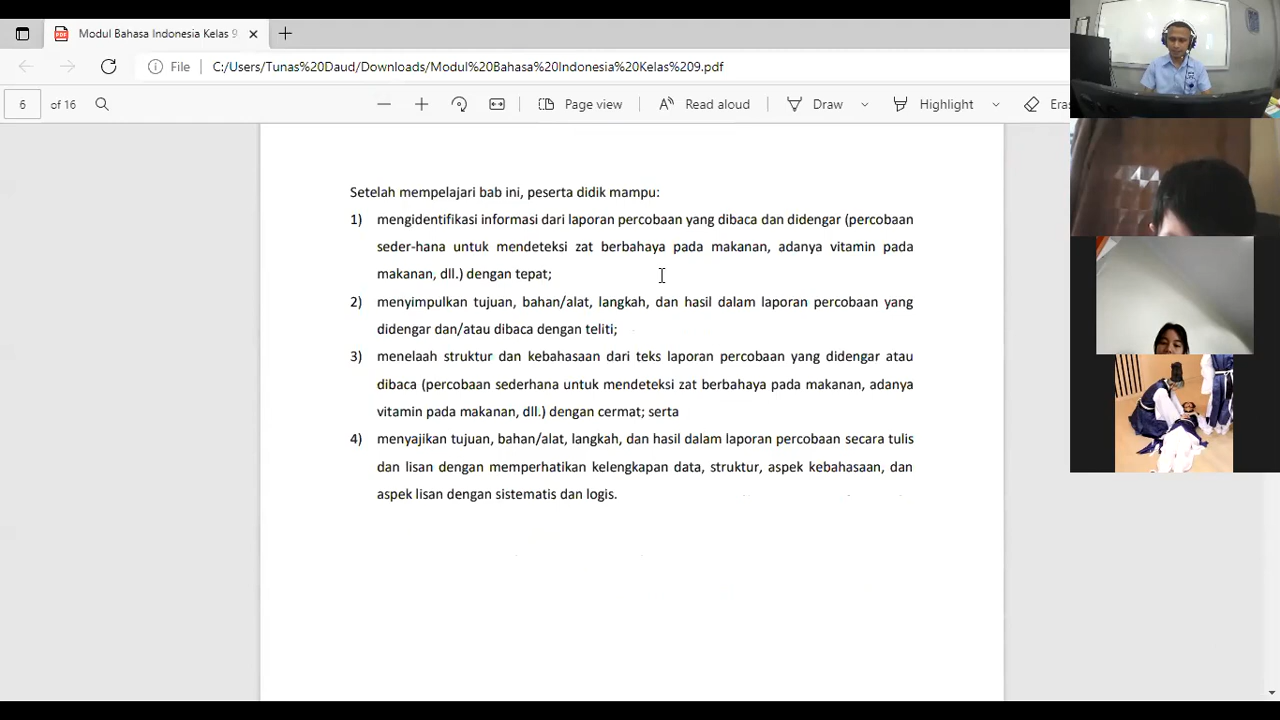 Modul Bahasa Indonesia Kelas 9
File
C:/Users/Tunas%20Daud/Downloads/Modul%20Bahasa%20Indonesia%20Kelas%209.pdf
6 of 16
Page view
Read aloud
Draw
Highlight
Setelah mempelajari bab ini, peserta didik mampu:
1) mengidentifikasi informasi dari laporan percobaan yang dibaca dan didengar (percobaan
seder-hana untuk mendeteksi zat berbahaya pada makanan, adanya vitamin pada
makanan, dll.) dengan tepat;
2) menyimpulkan tujuan, bahan/alat, langkah, dan hasil dalam laporan percobaan yang
didengar dan/atau dibaca dengan teliti;
3) menelaah struktur dan kebahasaan dari teks laporan percobaan yang didengar atau
dibaca (percobaan sederhana untuk mendeteksi zat berbahaya pada makanan, adanya
vitamin pada makanan, dll.) dengan cermat; serta
4) menyajikan tujuan, bahan/alat, langkah, dan hasil dalam laporan percobaan secara tulis
dan lisan dengan memperhatikan kelengkapan data, struktur, aspek kebahasaan, dan
aspek lisan dengan sistematis dan logis.